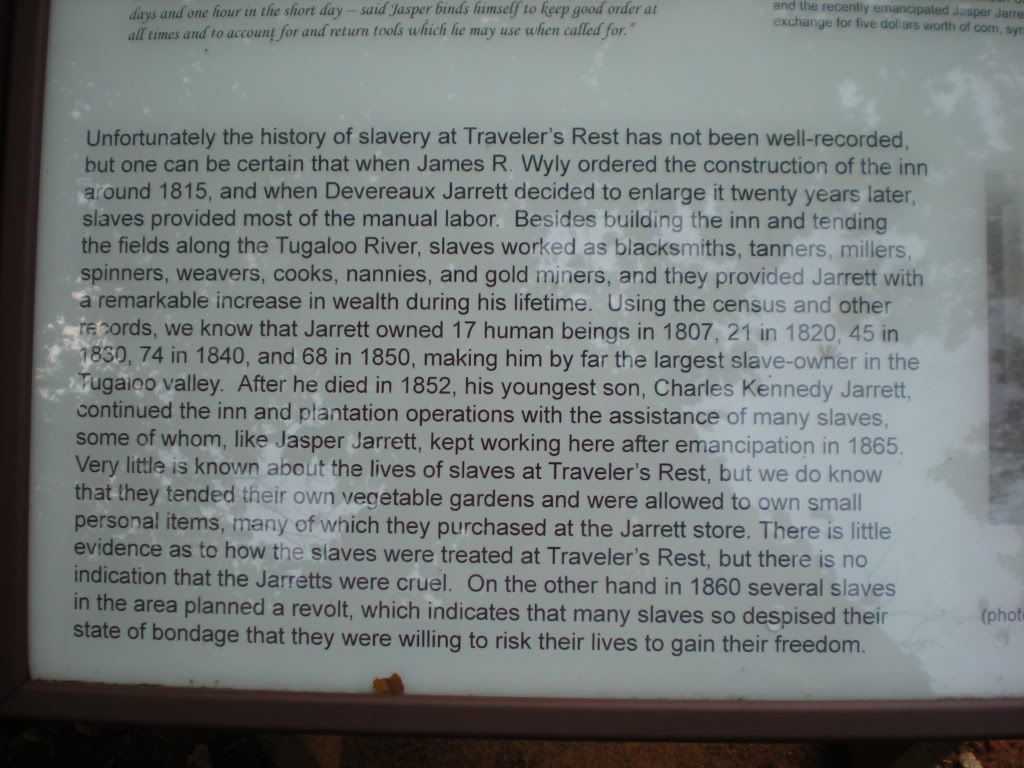 days and one hour in the short day – said Jasper binds himself to keep good order at
all times and to account for and return tools which he may use when called for."
and the recently emancipated Jasper Jarre
exchange for five dollars worth of corn, syr
Unfortunately the history of slavery at Traveler's Rest has not been well-recorded,
but one can be certain that when James R. Wyly ordered the construction of the inn
around 1815, and when Devereaux Jarrett decided to enlarge it twenty years later,
slaves provided most of the manual labor. Besides building the inn and tending
the fields along the Tugaloo River, slaves worked as blacksmiths, tanners, millers,
spinners, weavers, cooks, nannies, and gold miners, and they provided Jarrett with
a remarkable increase in wealth during his lifetime. Using the census and other
records, we know that Jarrett owned 17 human beings in 1807, 21 in 1820, 45 in
1830, 74 in 1840, and 68 in 1850, making him by far the largest slave-owner in the
Tugaloo valley. After he died in 1852, his youngest son, Charles Kennedy Jarrett,
continued the inn and plantation operations with the assistance of many slaves,
some of whom, like Jasper Jarrett, kept working here after emancipation in 1865.
Very little is known about the lives of slaves at Traveler's Rest, but we do know
that they tended their own vegetable gardens and were allowed to own small
personal items, many of which they purchased at the Jarrett store. There is little
evidence as to how the slaves were treated at Traveler's Rest, but there is no
indication that the Jarretts were cruel. On the other hand in 1860 several slaves
in the area planned a revolt, which indicates that many slaves so despised their
state of bondage that they were willing to risk their lives to gain their freedom.
(phot